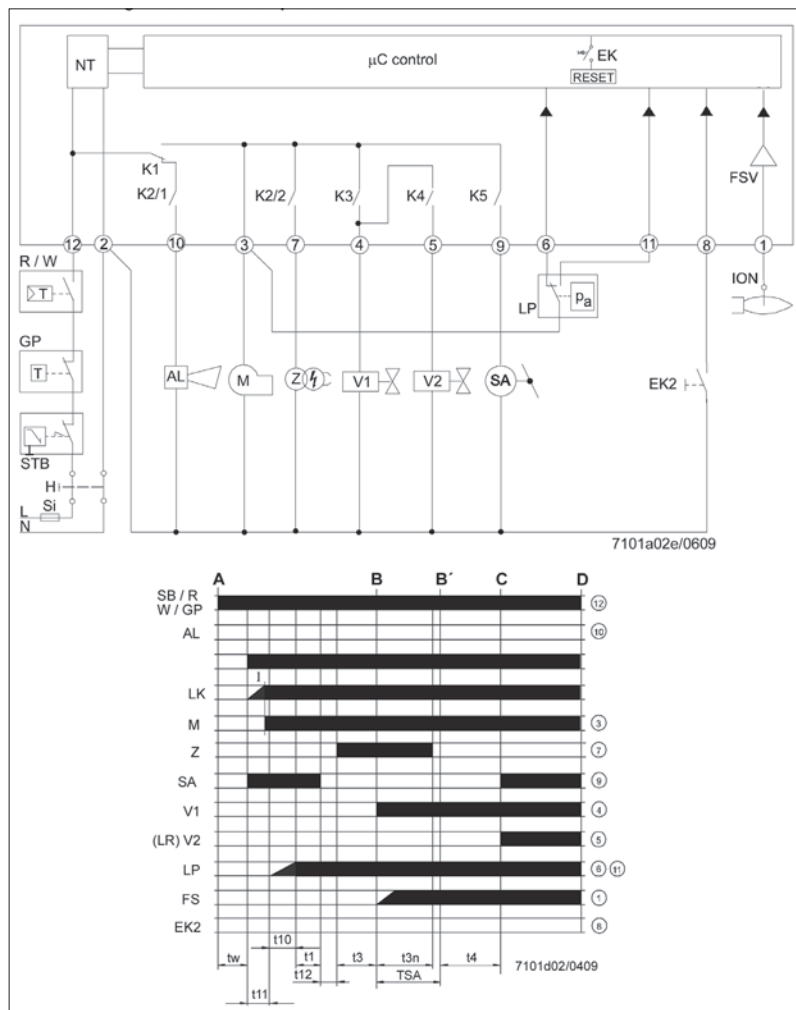 NT
μC control
EK
RESET
FSV
K1
K2/1
K2/2
K3
K4
K5
12
2
10
3
7
4
5
9
6
11
8
1
R / W
T
GP
T
STB
H
Si
L
N
AL
M
Z
V1
V2
SA
LP
pa
ION
EK2
7101a02e/0609
A
B
B´
C
D
SB / R
W / GP
12
AL
10
I
LK
M
3
Z
7
SA
9
V1
4
(LR) V2
5
LP
6
11
FS
1
EK2
8
t10
tw
t1
t3
t3n
t4
7101d02/0409
t12
TSA
t11